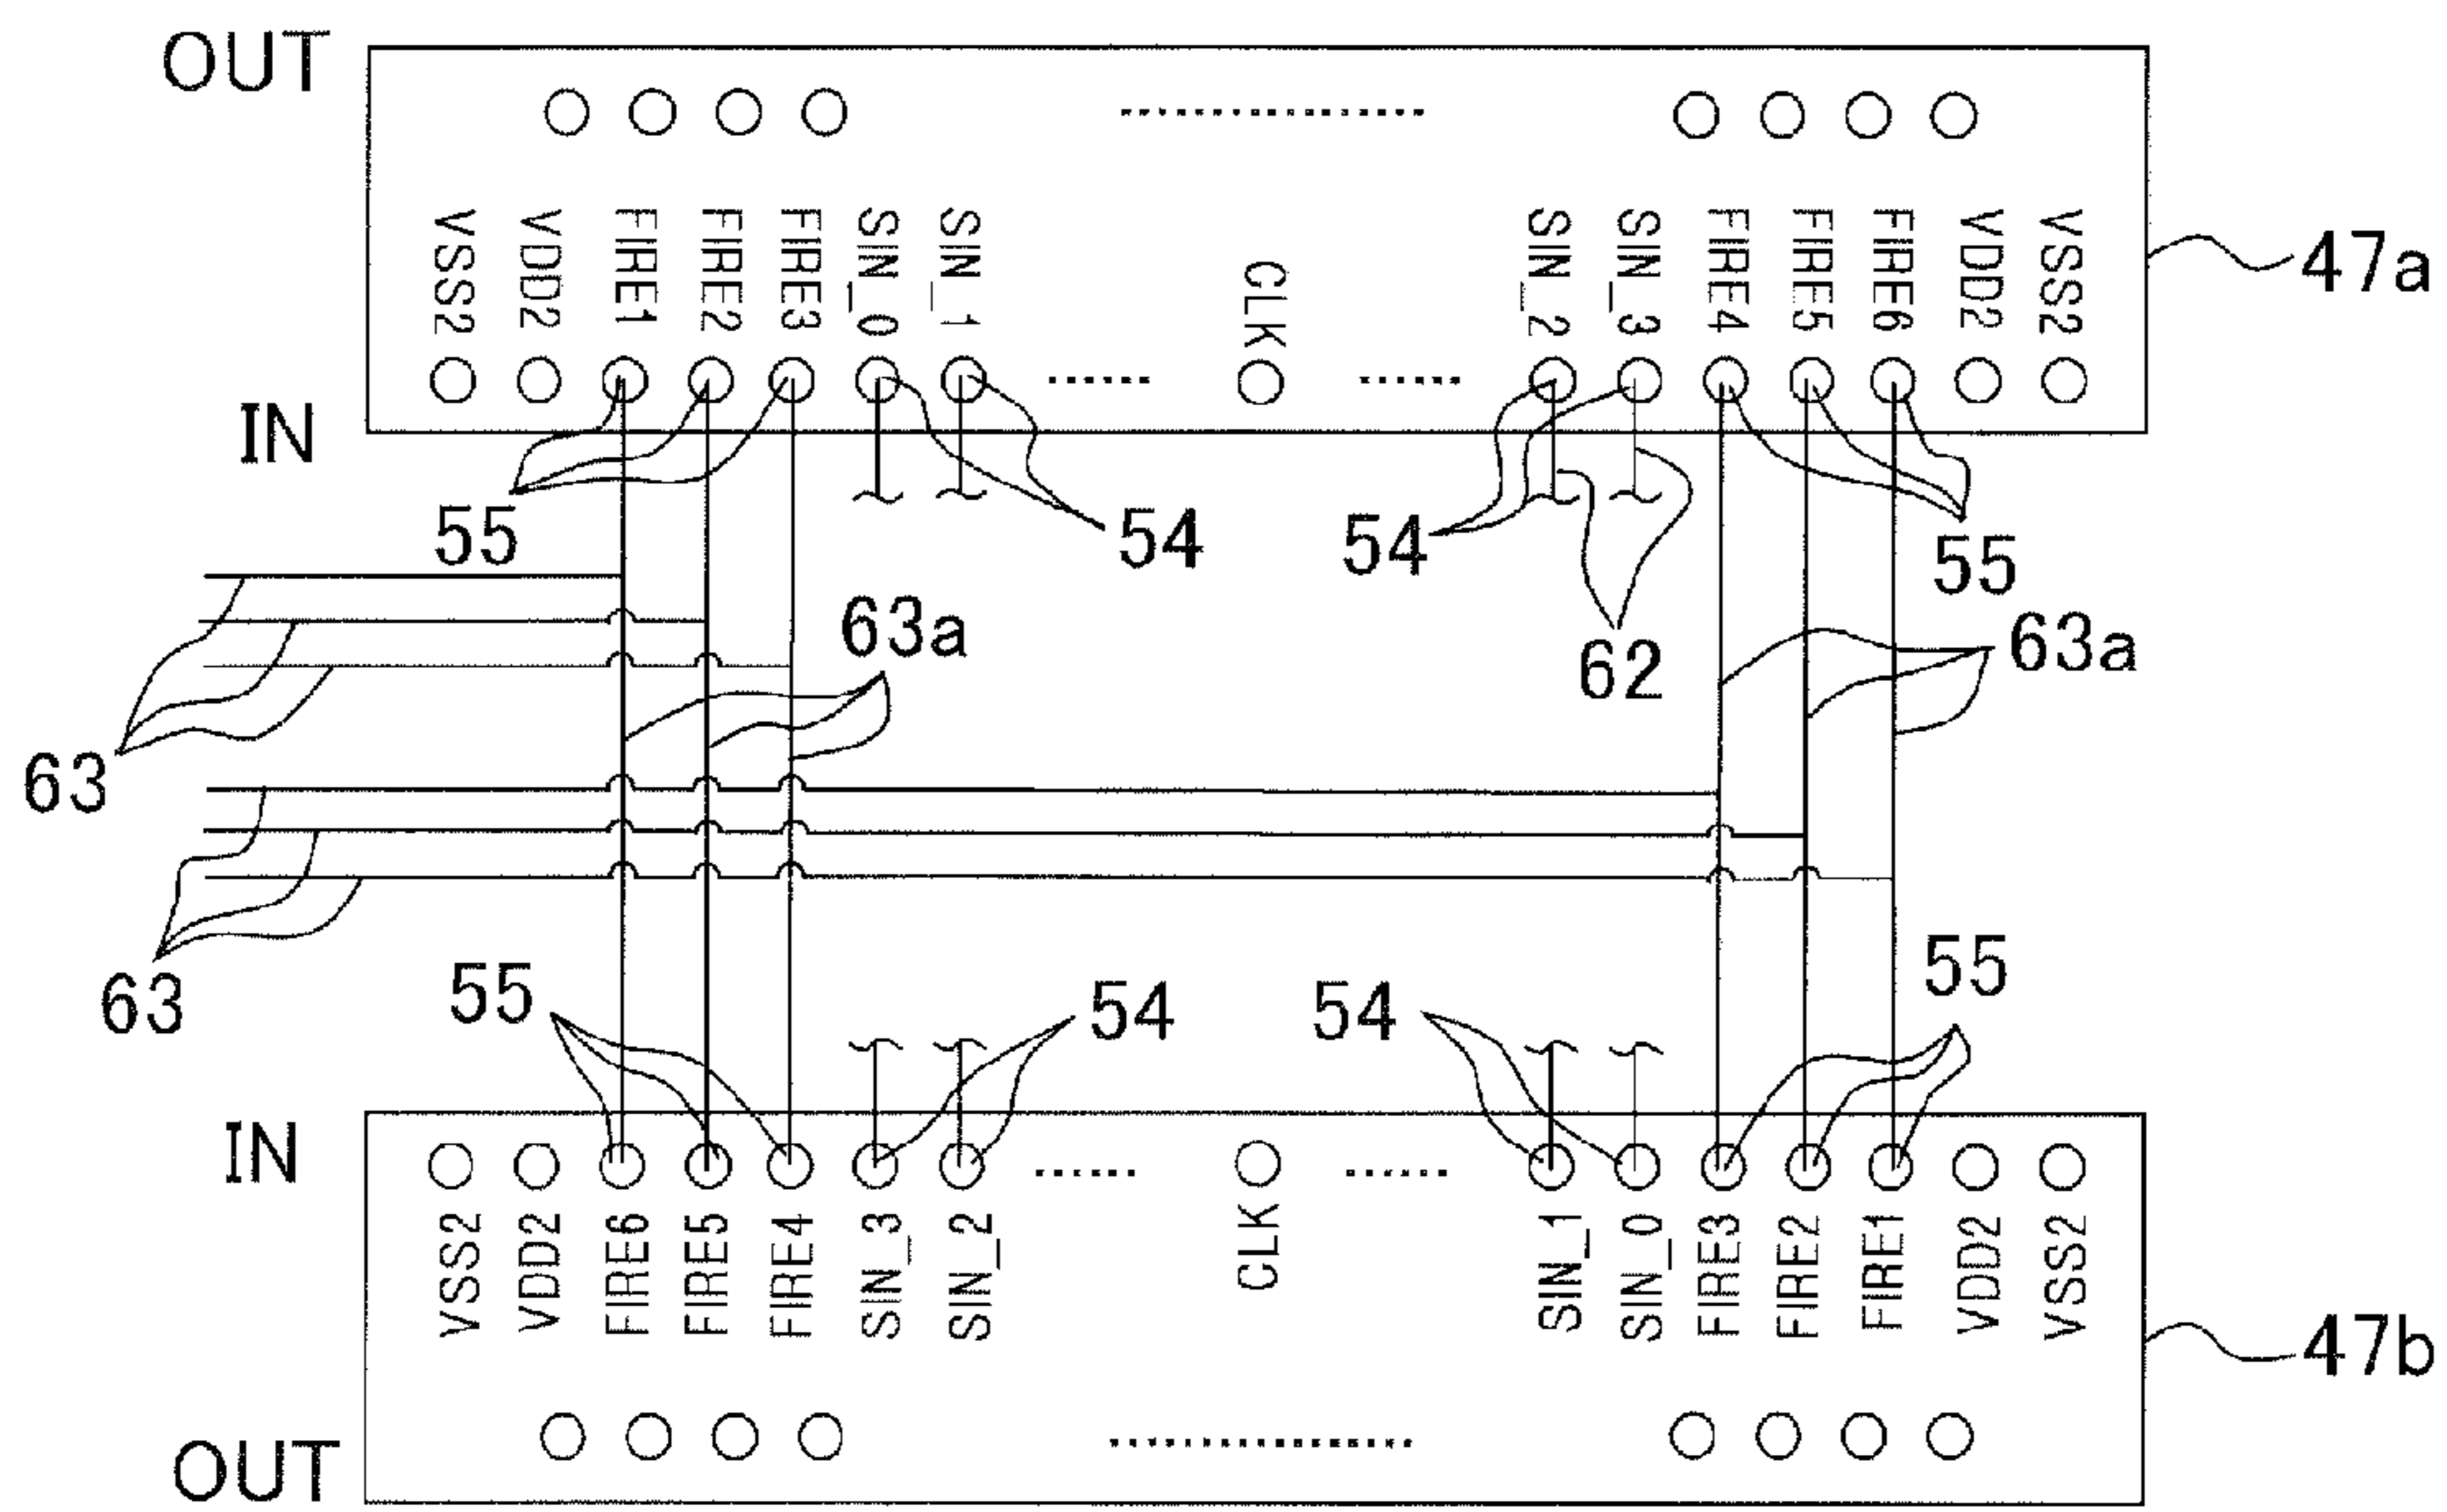 OUT
VSS2 VDD2 FIRE1 FIRE2 FIRE3 SIN_0 SIN_1 CLK SIN_2 SIN_3 FIRE4 FIRE5 FIRE6 VDD2 VSS2
47a
IN
55 54 54 55
63a 62 63a
63
63
55 54 54 55
IN
VSS2 VDD2 FIRE6 FIRE5 FIRE4 SIN_3 SIN_2 CLK SIN_1 SIN_0 FIRE3 FIRE2 FIRE1 VDD2 VSS2
47b
OUT